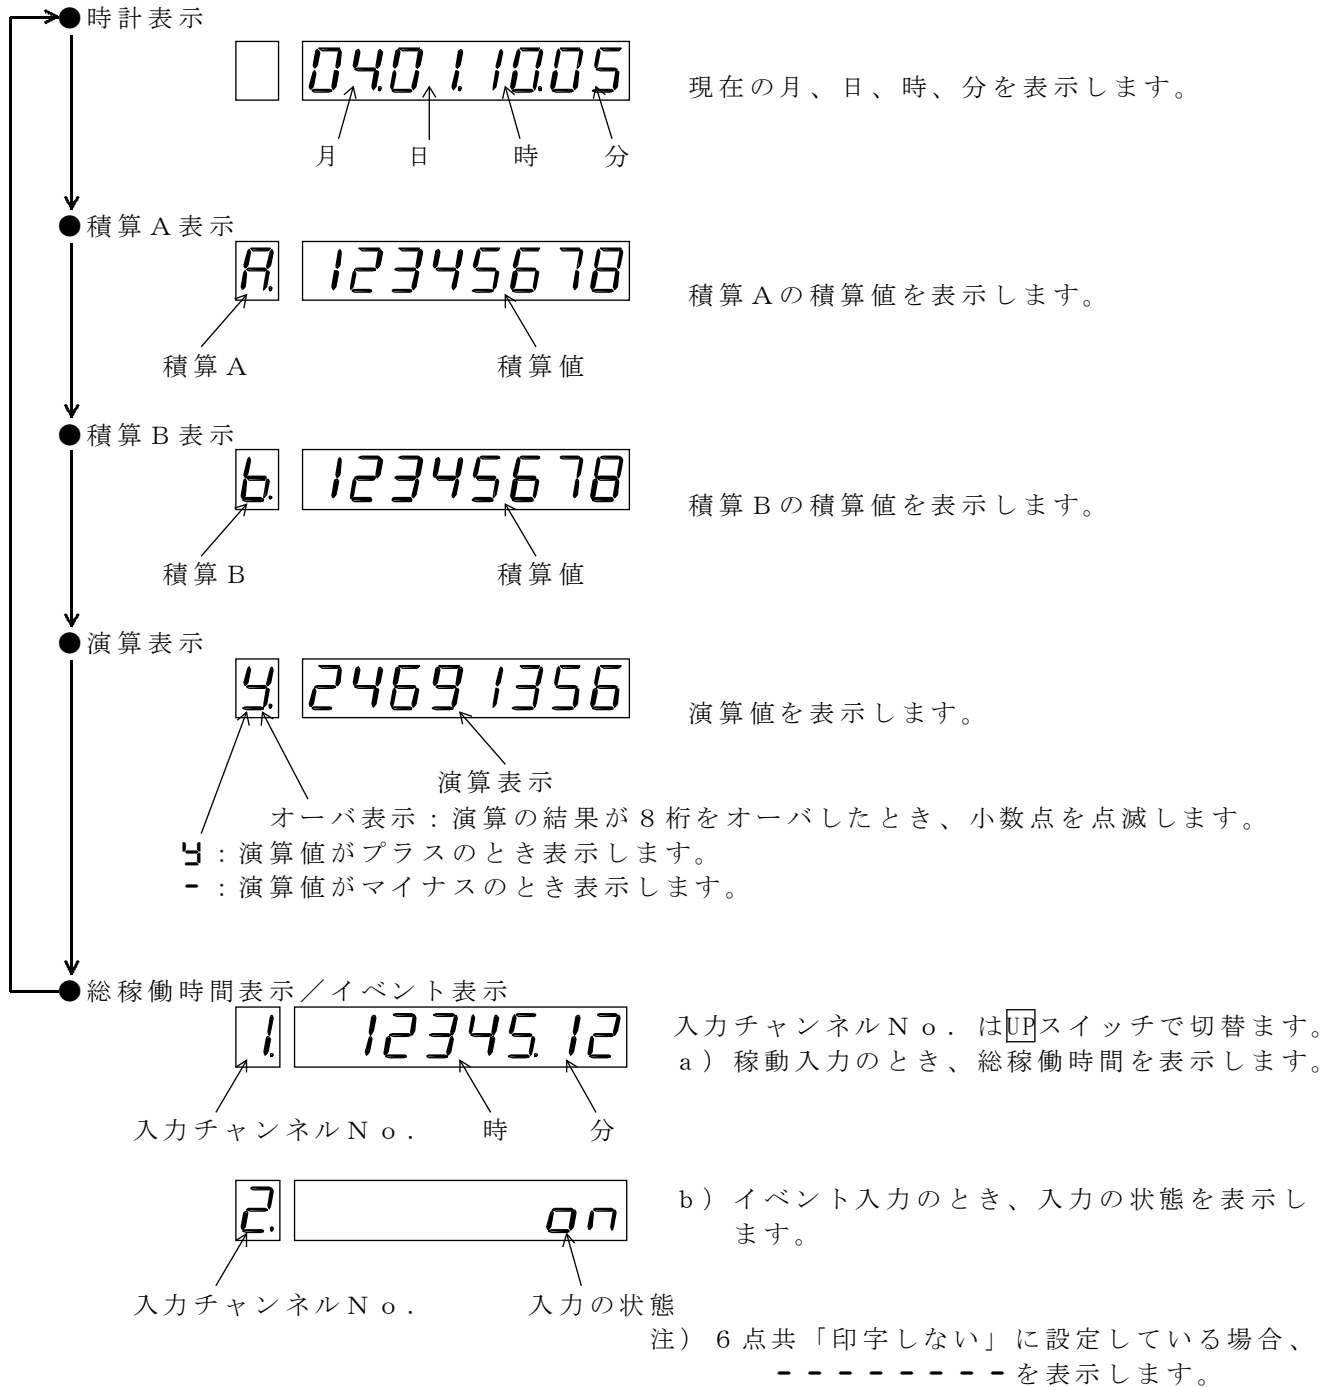 ●時計表示
04.01.10.05
現在の月、日、時、分を表示します。
月 日 時 分
●積算A表示
A. 12345678
積算Aの積算値を表示します。
積算A 積算値
●積算B表示
b. 12345678
積算Bの積算値を表示します。
積算B 積算値
●演算表示
y. 24691356
演算値を表示します。
演算表示
オーバ表示：演算の結果が8桁をオーバしたとき、小数点を点滅します。
y：演算値がプラスのとき表示します。
-：演算値がマイナスのとき表示します。
●総稼働時間表示／イベント表示
1. 12345.12
入力チャンネルNo．はUPスイッチで切替ます。
a）稼動入力のとき、総稼働時間を表示します。
入力チャンネルNo． 時 分
2. on
b）イベント入力のとき、入力の状態を表示し
ます。
入力チャンネルNo． 入力の状態
注）6点共「印字しない」に設定している場合、
--------を表示します。